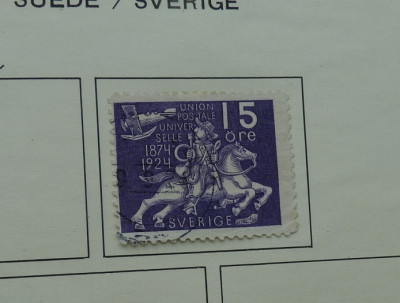 SUEDE / SVERIGE
UNION
POSTALE
UNIVER
SELLE
1874-
1924
15
öre
SVERIGE